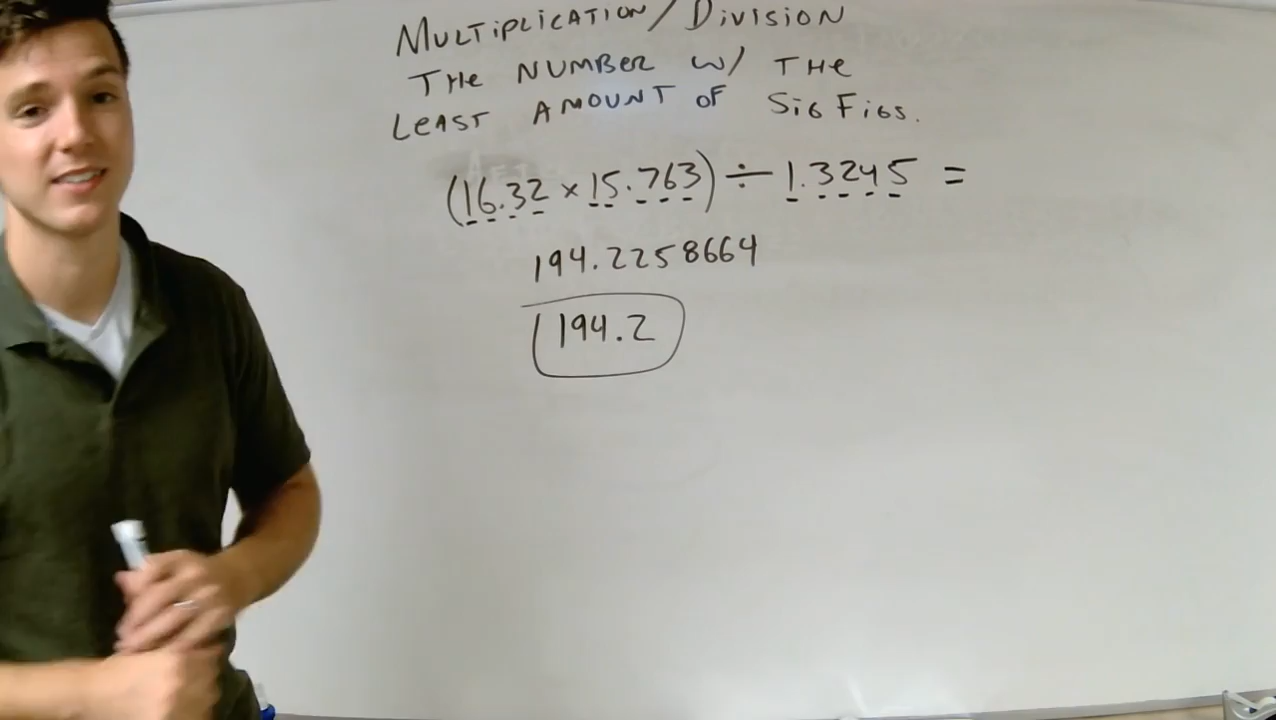 MULTIPLICATION/DIVISION
THE NUMBER W/ THE
LEAST AMOUNT OF SIG FIGS.
(16.32 × 15.763) ÷ 1.3245 =
194.2258664
194.2